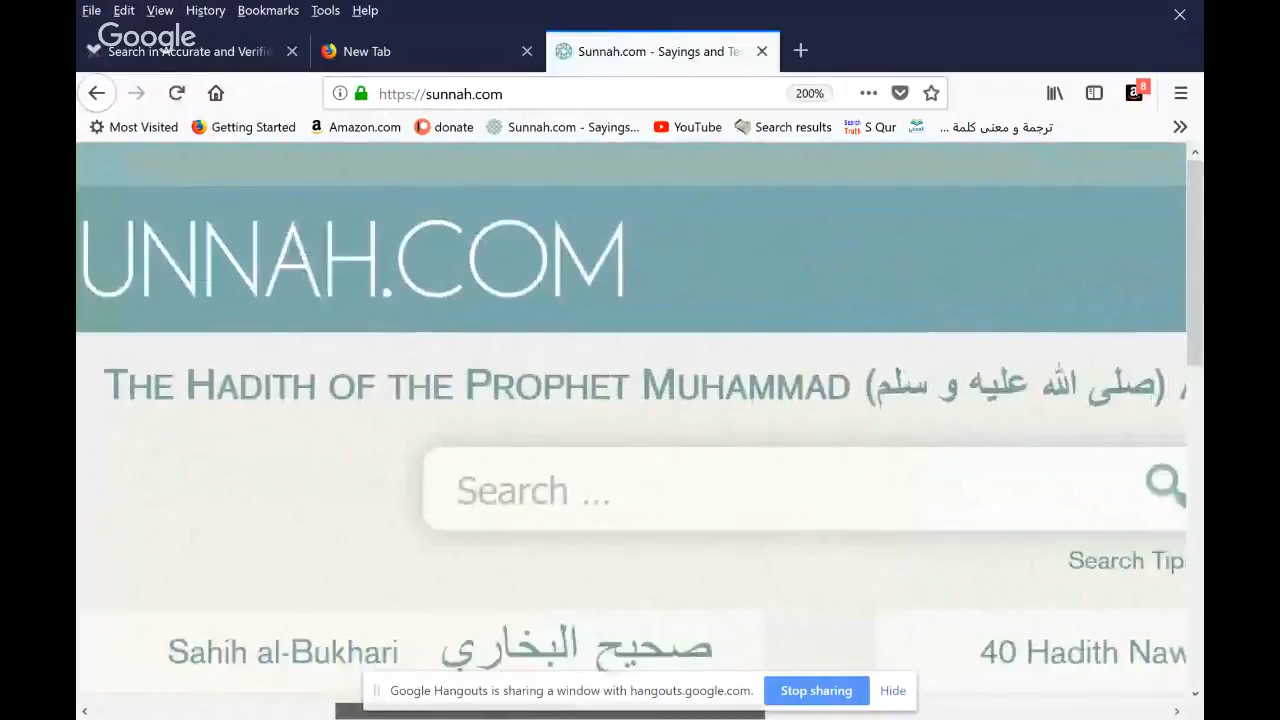 File Edit View History Bookmarks Tools Help
Google
Search in Accurate and Verifie
New Tab
Sunnah.com - Sayings and Te
https://sunnah.com
200%
8
Most Visited
Getting Started
Amazon.com
donate
Sunnah.com - Sayings...
YouTube
Search results
Search Truth
S Qur
ترجمة و معنى كلمة ...
UNNAH.COM
THE HADITH OF THE PROPHET MUHAMMAD (صلى الله عليه و سلم)
Search ...
Search Tip
Sahih al-Bukhari صحيح البخاري
40 Hadith Naw
Google Hangouts is sharing a window with hangouts.google.com.
Stop sharing
Hide